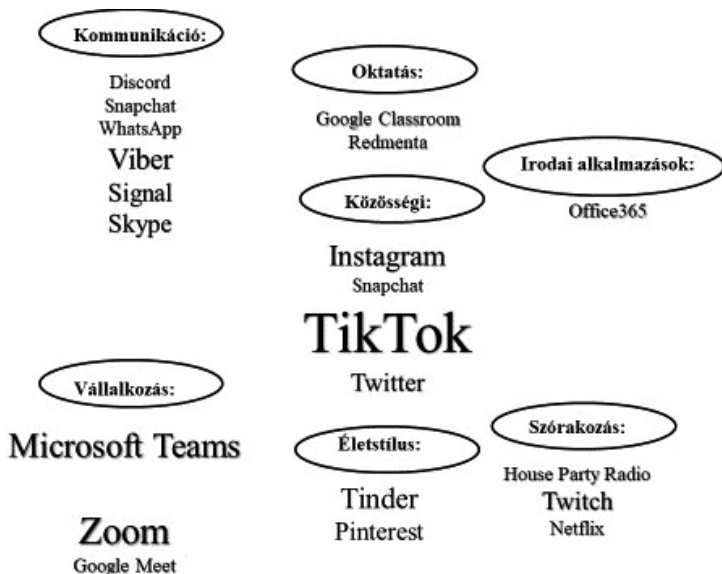 Kommunikáció:
Discord
Snapchat
WhatsApp
Viber
Signal
Skype
Oktatás:
Google Classroom
Redmenta
Irodai alkalmazások:
Office365
Közösségi:
Instagram
Snapchat
TikTok
Twitter
Vállalkozás:
Microsoft Teams
Zoom
Google Meet
Életstílus:
Tinder
Pinterest
Szórakozás:
House Party Radio
Twitch
Netflix